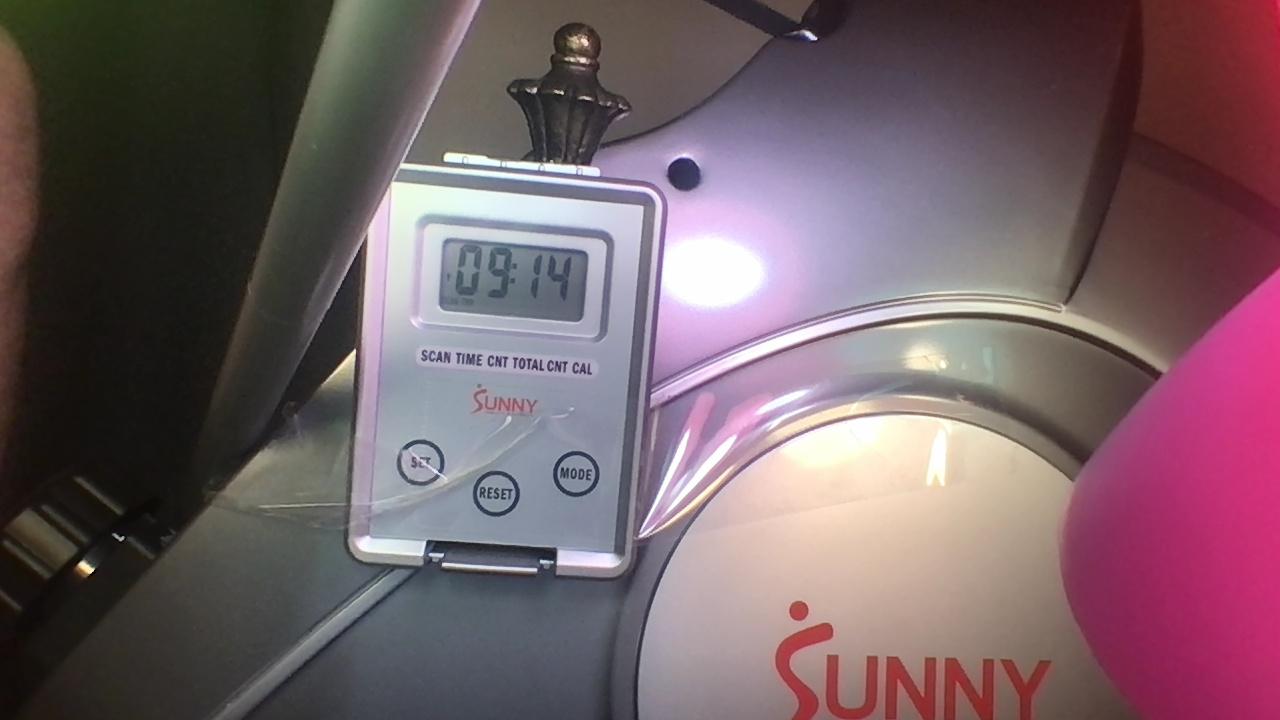 09:14
SCAN TIME CNT TOTAL CNT CAL
SUNNY
SET
RESET
MODE
SUNNY